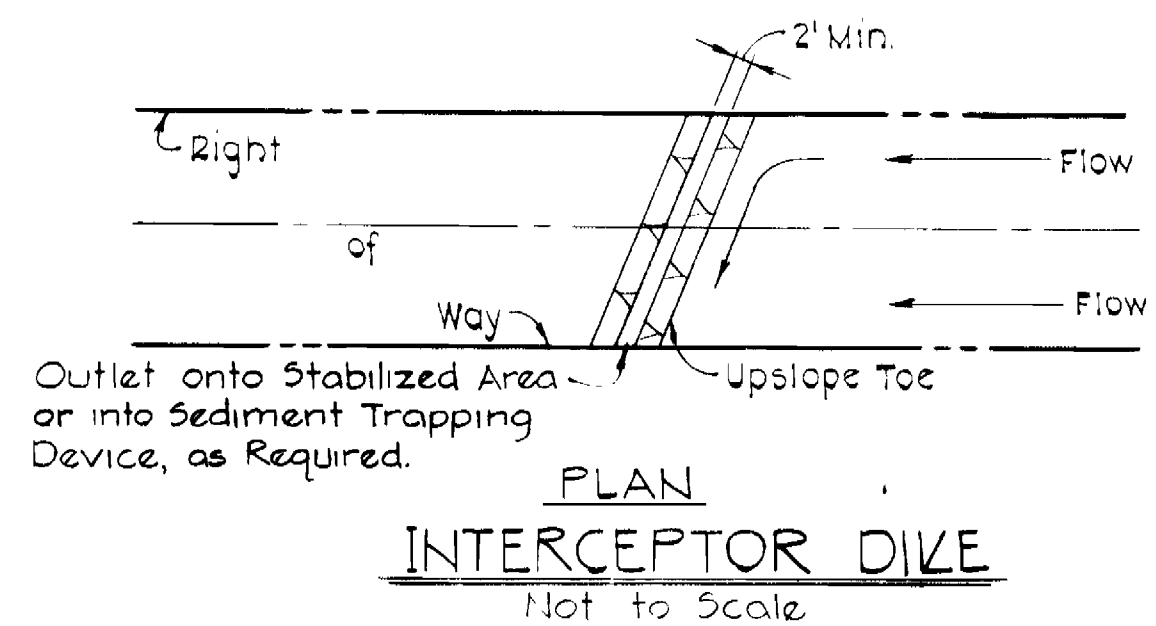 2' Min.
Right
Flow
of
Way
Flow
Outlet onto Stabilized Area
or into Sediment Trapping
Device, as Required.
Upslope Toe
PLAN
INTERCEPTOR DIKE
Not to Scale